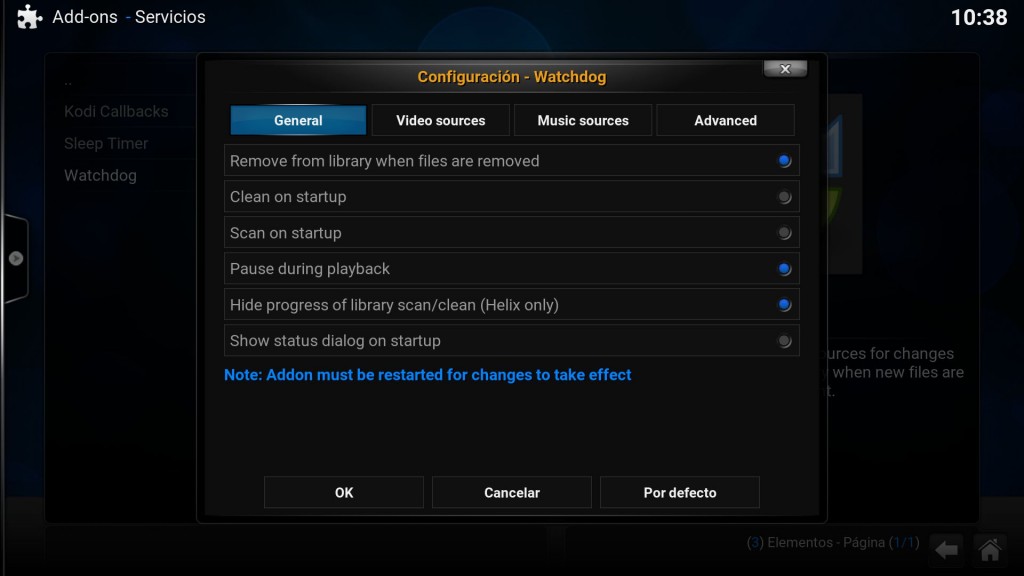 Add-ons - Servicios
10:38
Configuración - Watchdog
..
Kodi Callbacks
Sleep Timer
Watchdog
General
Video sources
Music sources
Advanced
Remove from library when files are removed
Clean on startup
Scan on startup
Pause during playback
Hide progress of library scan/clean (Helix only)
Show status dialog on startup
Note: Addon must be restarted for changes to take effect
for changes
when new files are
OK
Cancelar
Por defecto
(3) Elementos - Página (1/1)